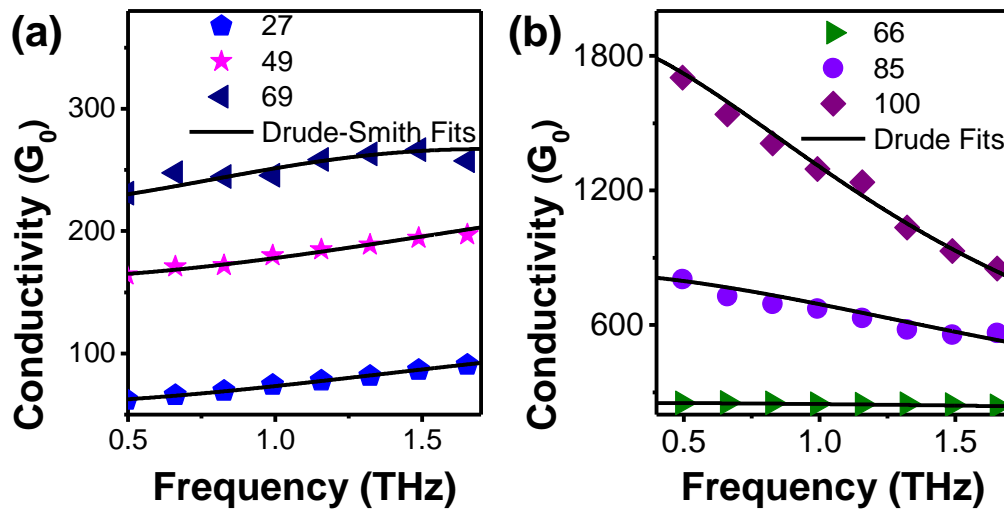 (a)
27
49
69
Drude-Smith Fits
300
200
100
0.5
1.0
1.5
Conductivity (G0)
Frequency (THz)
(b)
66
85
100
Drude Fits
1800
1200
600
0.5
1.0
1.5
Conductivity (G0)
Frequency (THz)